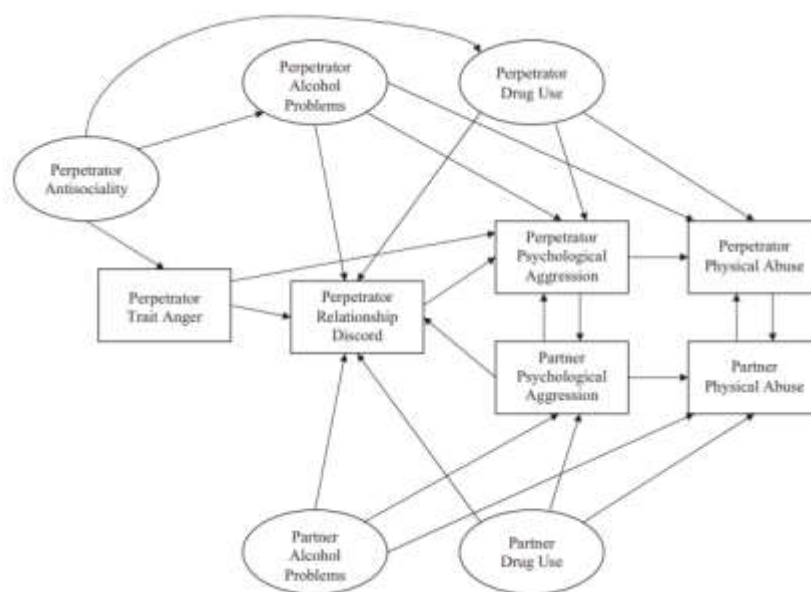 Perpetrator
Alcohol
Problems
Perpetrator
Drug Use
Perpetrator
Antisociality
Perpetrator
Psychological
Aggression
Perpetrator
Physical Abuse
Perpetrator
Trait Anger
Perpetrator
Relationship
Discord
Partner
Psychological
Aggression
Partner
Physical Abuse
Partner
Alcohol
Problems
Partner
Drug Use